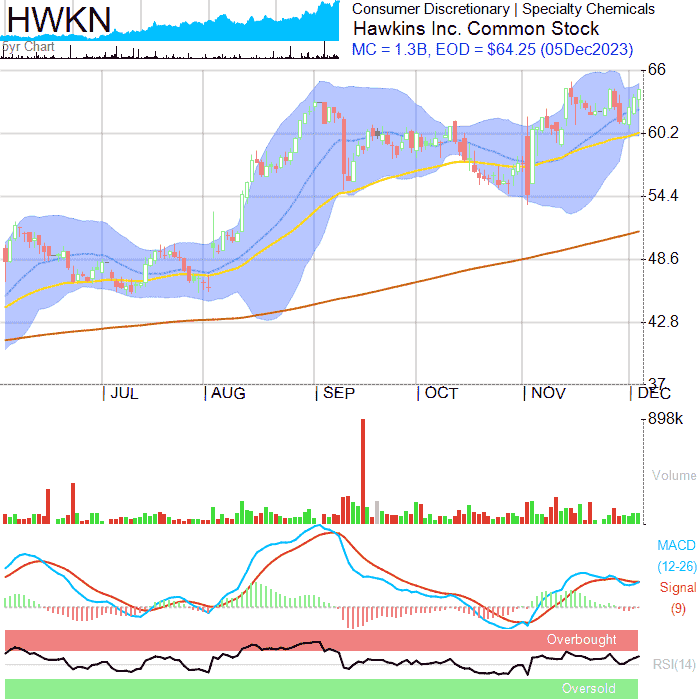 HWKN
5yr Chart
Consumer Discretionary | Specialty Chemicals
Hawkins Inc. Common Stock
MC = 1.3B, EOD = $64.25 (05Dec2023)
66
60.2
54.4
48.6
42.8
37
JUL
AUG
SEP
OCT
NOV
DEC
898k
Volume
MACD
(12-26)
Signal
(9)
Overbought
RSI(14)
Oversold